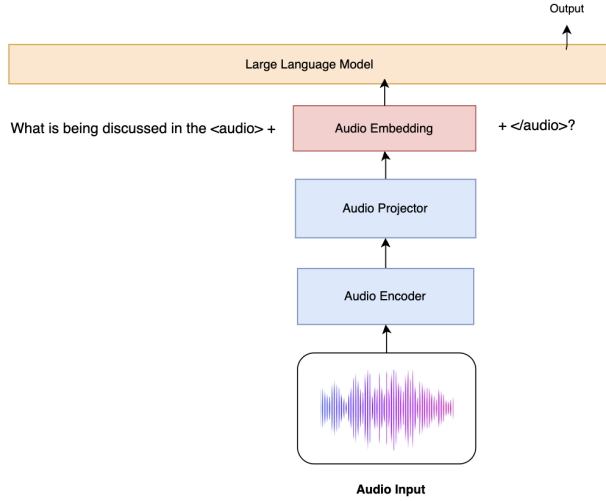 Output
Large Language Model
What is being discussed in the <audio> + Audio Embedding + </audio>?
Audio Projector
Audio Encoder
Audio Input